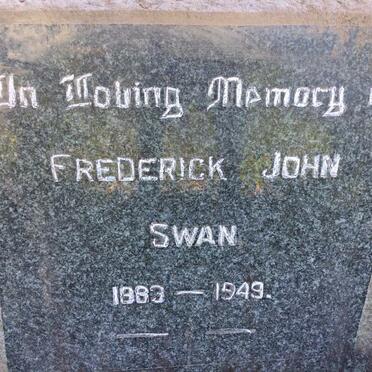 In Loving Memory
FREDERICK JOHN
SWAN
1883 — 1949.